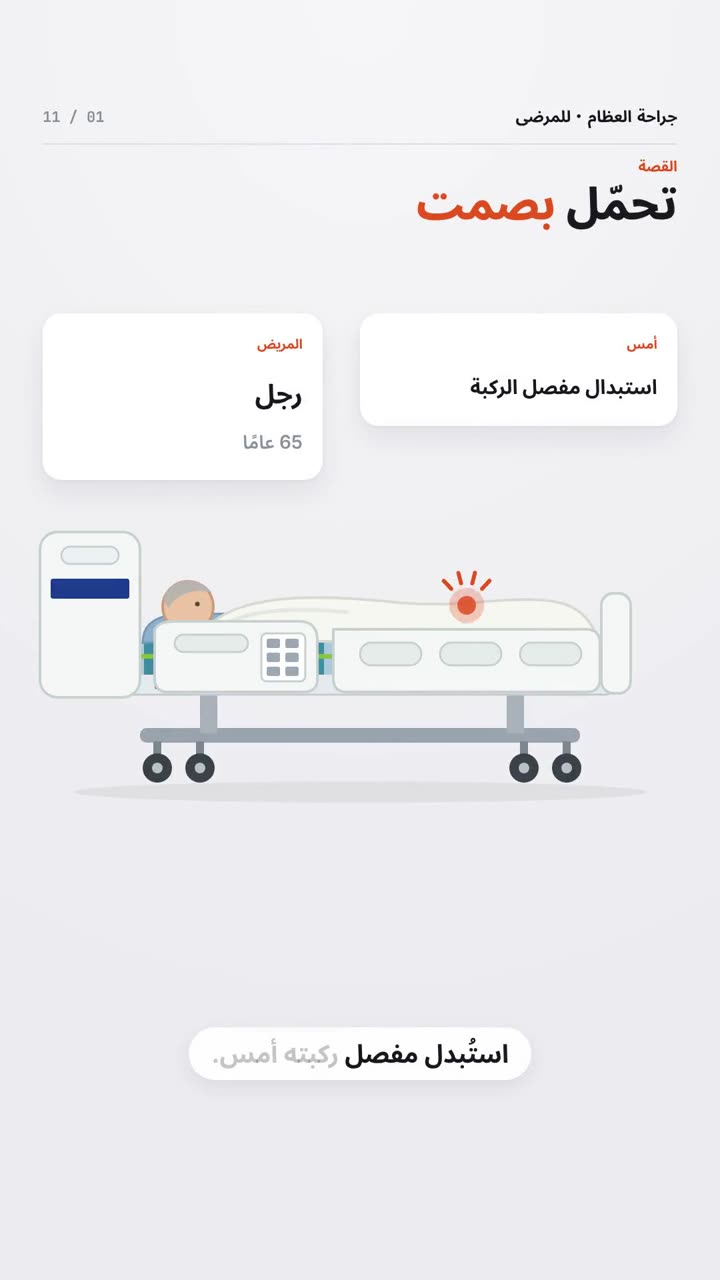 جراحة العظام • للمرضى
01 / 11
القصة
تحمّل بصمت
أمس
استبدال مفصل الركبة
المريض
رجل
65 عامًا
استُبدل مفصل ركبته أمس.